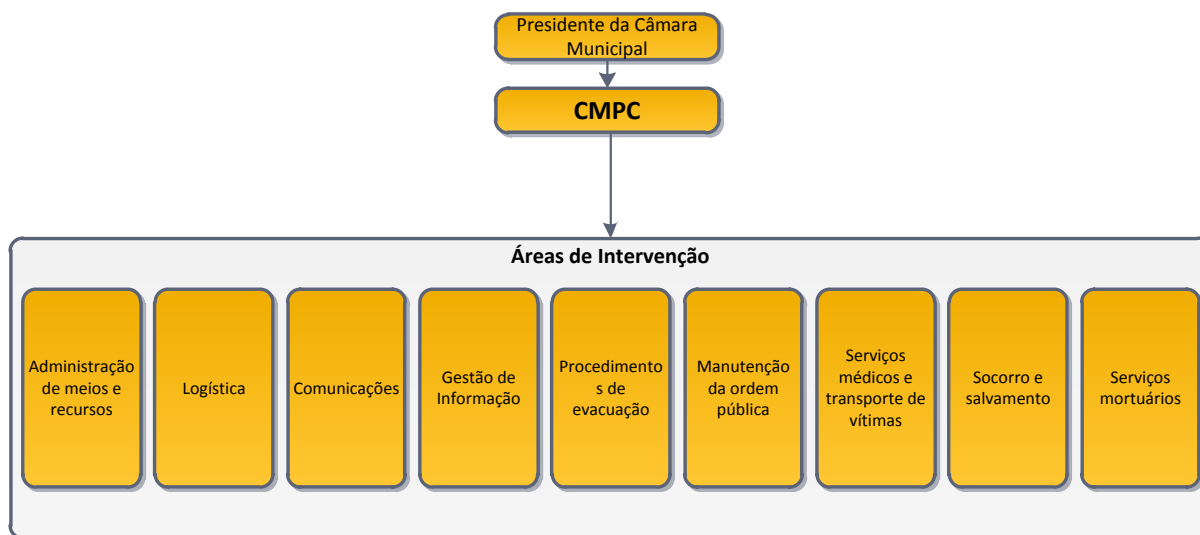 Presidente da Câmara
Municipal
CMPC
Áreas de Intervenção
Administração
de meios e
recursos
Logística
Comunicações
Gestão de
Informação
Procedimento
s de
evacuação
Manutenção
da ordem
pública
Serviços
médicos e
transporte de
vítimas
Socorro e
salvamento
Serviços
mortuários